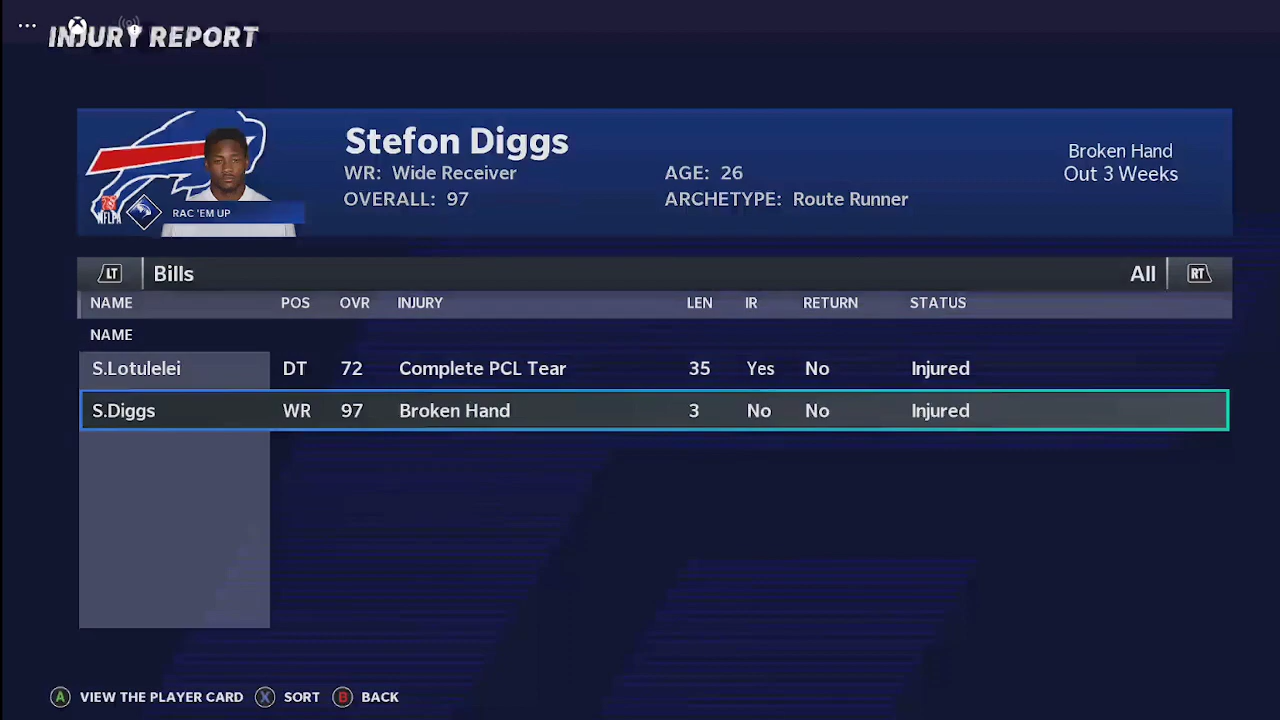 INJURY REPORT
Stefon Diggs
WR: Wide Receiver
AGE: 26
Broken Hand
Out 3 Weeks
OVERALL: 97
ARCHETYPE: Route Runner
NFLPA
RAC 'EM UP
LT Bills All RT
NAME POS OVR INJURY LEN IR RETURN STATUS
NAME
S.Lotulelei DT 72 Complete PCL Tear 35 Yes No Injured
S.Diggs WR 97 Broken Hand 3 No No Injured
A VIEW THE PLAYER CARD X SORT B BACK